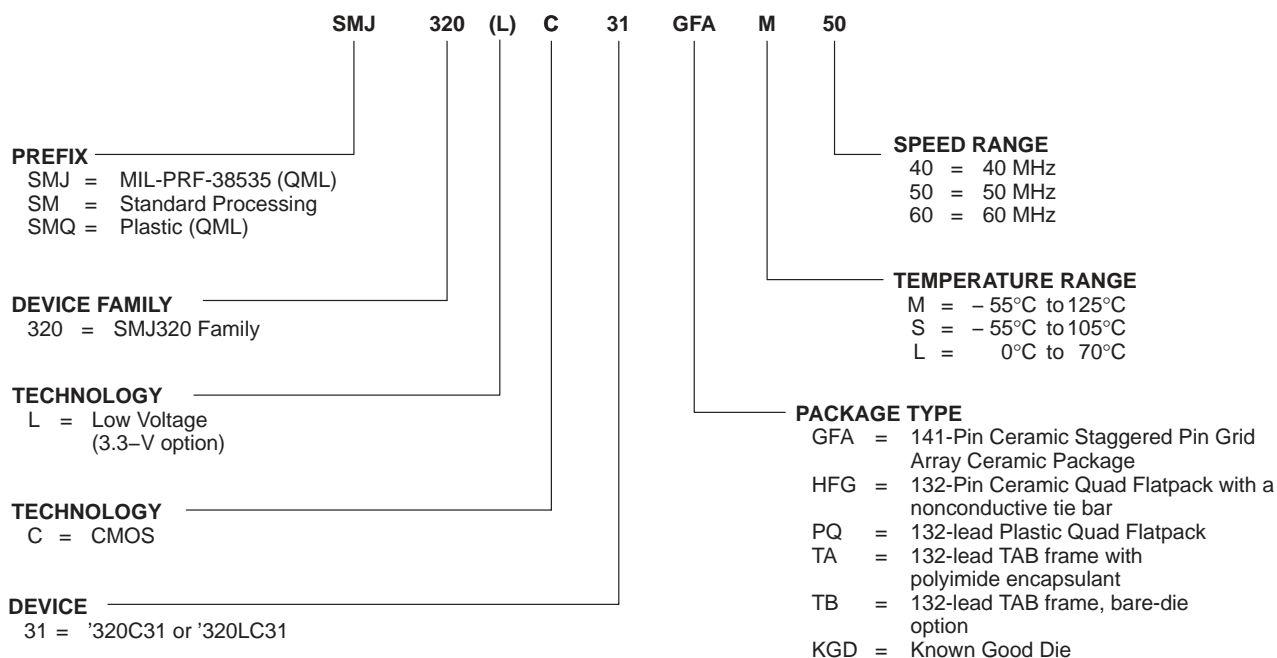 SMJ 320 (L) C 31 GFA M 50
PREFIX
SMJ = MIL-PRF-38535 (QML)
SM = Standard Processing
SMQ = Plastic (QML)
DEVICE FAMILY
320 = SMJ320 Family
TECHNOLOGY
L = Low Voltage
(3.3−V option)
TECHNOLOGY
C = CMOS
DEVICE
31 = ’320C31 or ’320LC31
SPEED RANGE
40 = 40 MHz
50 = 50 MHz
60 = 60 MHz
TEMPERATURE RANGE
M = − 55°C to 125°C
S = − 55°C to 105°C
L = 0°C to 70°C
PACKAGE TYPE
GFA = 141-Pin Ceramic Staggered Pin Grid
Array Ceramic Package
HFG = 132-Pin Ceramic Quad Flatpack with a
nonconductive tie bar
PQ = 132-lead Plastic Quad Flatpack
TA = 132-lead TAB frame with
polyimide encapsulant
TB = 132-lead TAB frame, bare-die
option
KGD = Known Good Die